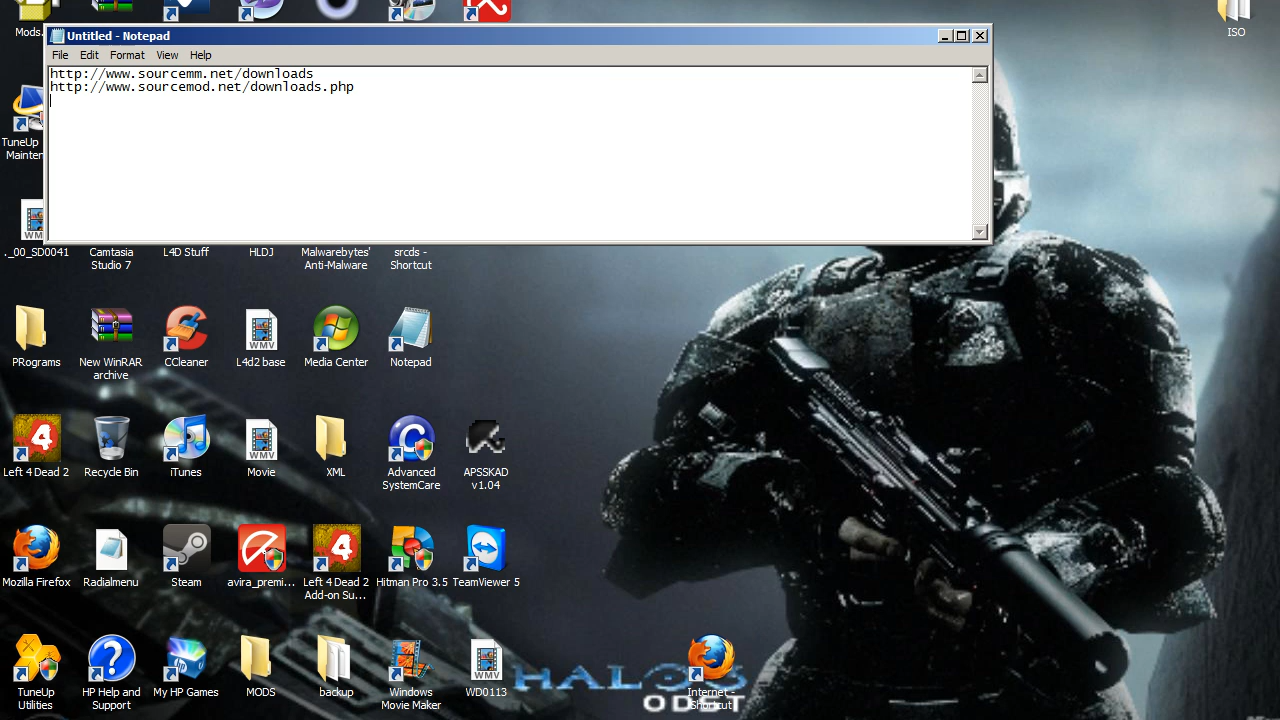 Mods.
ISO
Untitled - Notepad
File Edit Format View Help
http://www.sourcemm.net/downloads
http://www.sourcemod.net/downloads.php
TuneUp
Mainten
._00_SD0041
Camtasia
Studio 7
L4D Stuff
HLDJ
Malwarebytes'
Anti-Malware
srcds -
Shortcut
PRograms
New WinRAR
archive
CCleaner
L4d2 base
Media Center
Notepad
Left 4 Dead 2
Recycle Bin
iTunes
Movie
XML
Advanced
SystemCare
APSSKAD
v1.04
Mozilla Firefox
Radialmenu
Steam
avira_premi...
Left 4 Dead 2
Add-on Su...
Hitman Pro 3.5
TeamViewer 5
TuneUp
Utilities
HP Help and
Support
My HP Games
MODS
backup
Windows
Movie Maker
WD0113
Internet -
Shortcut
HALO 3
ODST